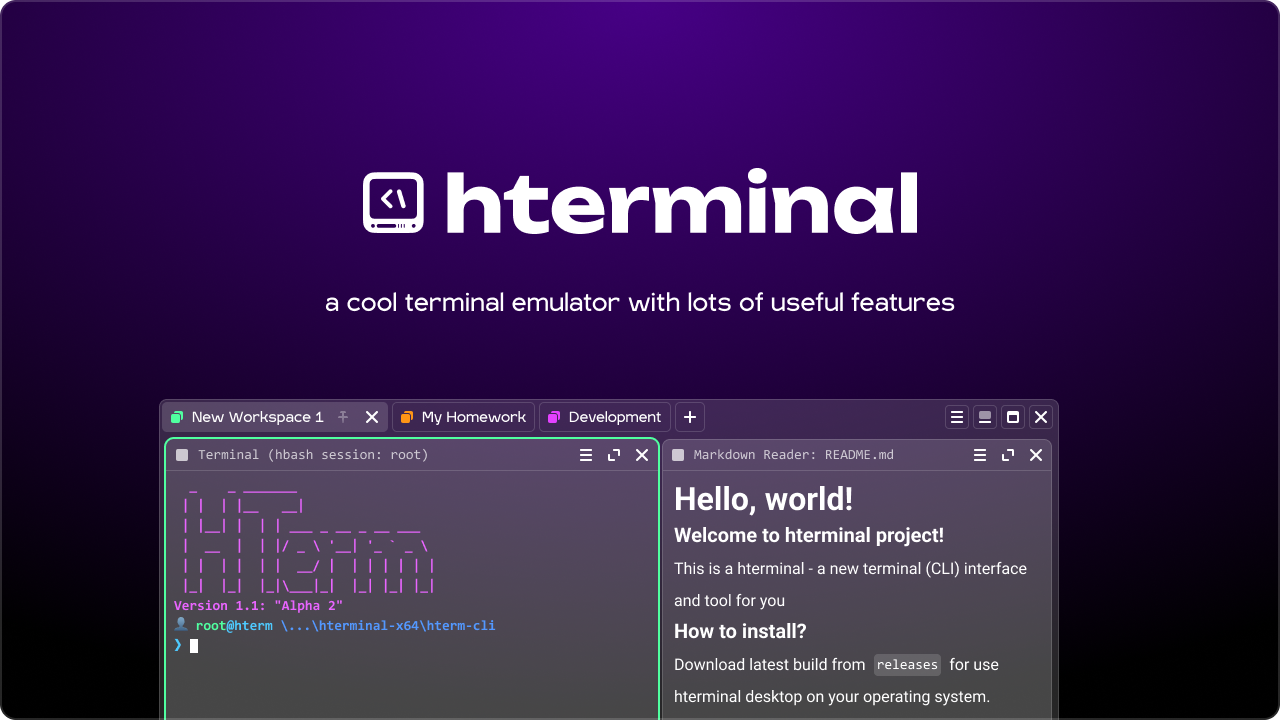 hterminal
a cool terminal emulator with lots of useful features
New Workspace 1
My Homework
Development
Terminal (hbash session: root)
HTerm
Version 1.1: "Alpha 2"
root@hterm \...\hterminal-x64\hterm-cli
❯
Markdown Reader: README.md
Hello, world!
Welcome to hterminal project!
This is a hterminal - a new terminal (CLI) interface
and tool for you
How to install?
Download latest build from releases for use
hterminal desktop on your operating system.